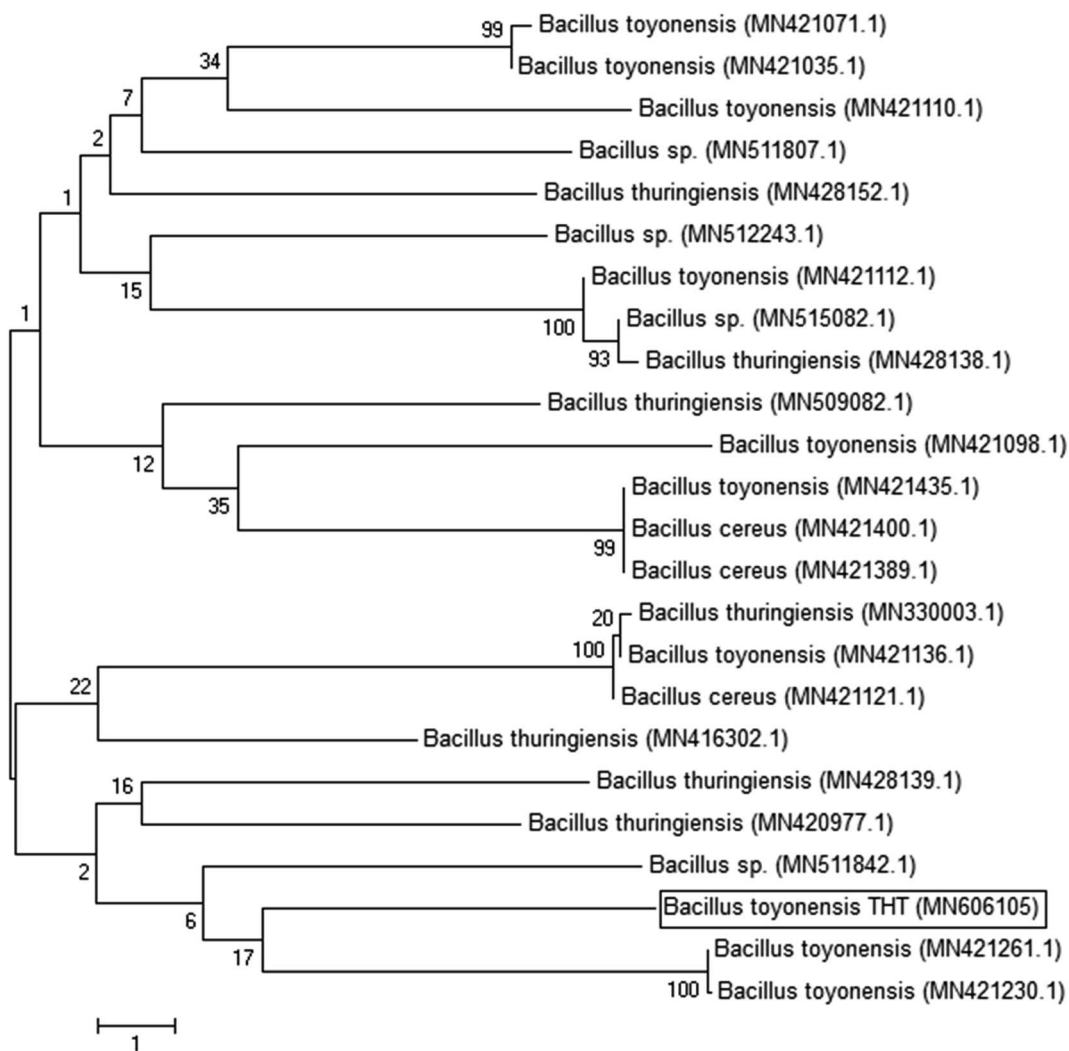 99
Bacillus toyonensis (MN421071.1)
Bacillus toyonensis (MN421035.1)
34
Bacillus toyonensis (MN421110.1)
7
Bacillus sp. (MN511807.1)
2
Bacillus thuringiensis (MN428152.1)
1
Bacillus sp. (MN512243.1)
15
Bacillus toyonensis (MN421112.1)
1
100
Bacillus sp. (MN515082.1)
93
Bacillus thuringiensis (MN428138.1)
Bacillus thuringiensis (MN509082.1)
12
Bacillus toyonensis (MN421098.1)
35
Bacillus toyonensis (MN421435.1)
Bacillus cereus (MN421400.1)
99
Bacillus cereus (MN421389.1)
20
Bacillus thuringiensis (MN330003.1)
100
Bacillus toyonensis (MN421136.1)
22
Bacillus cereus (MN421121.1)
Bacillus thuringiensis (MN416302.1)
16
Bacillus thuringiensis (MN428139.1)
Bacillus thuringiensis (MN420977.1)
2
Bacillus sp. (MN511842.1)
6
Bacillus toyonensis THT (MN606105)
17
Bacillus toyonensis (MN421261.1)
100
Bacillus toyonensis (MN421230.1)
1